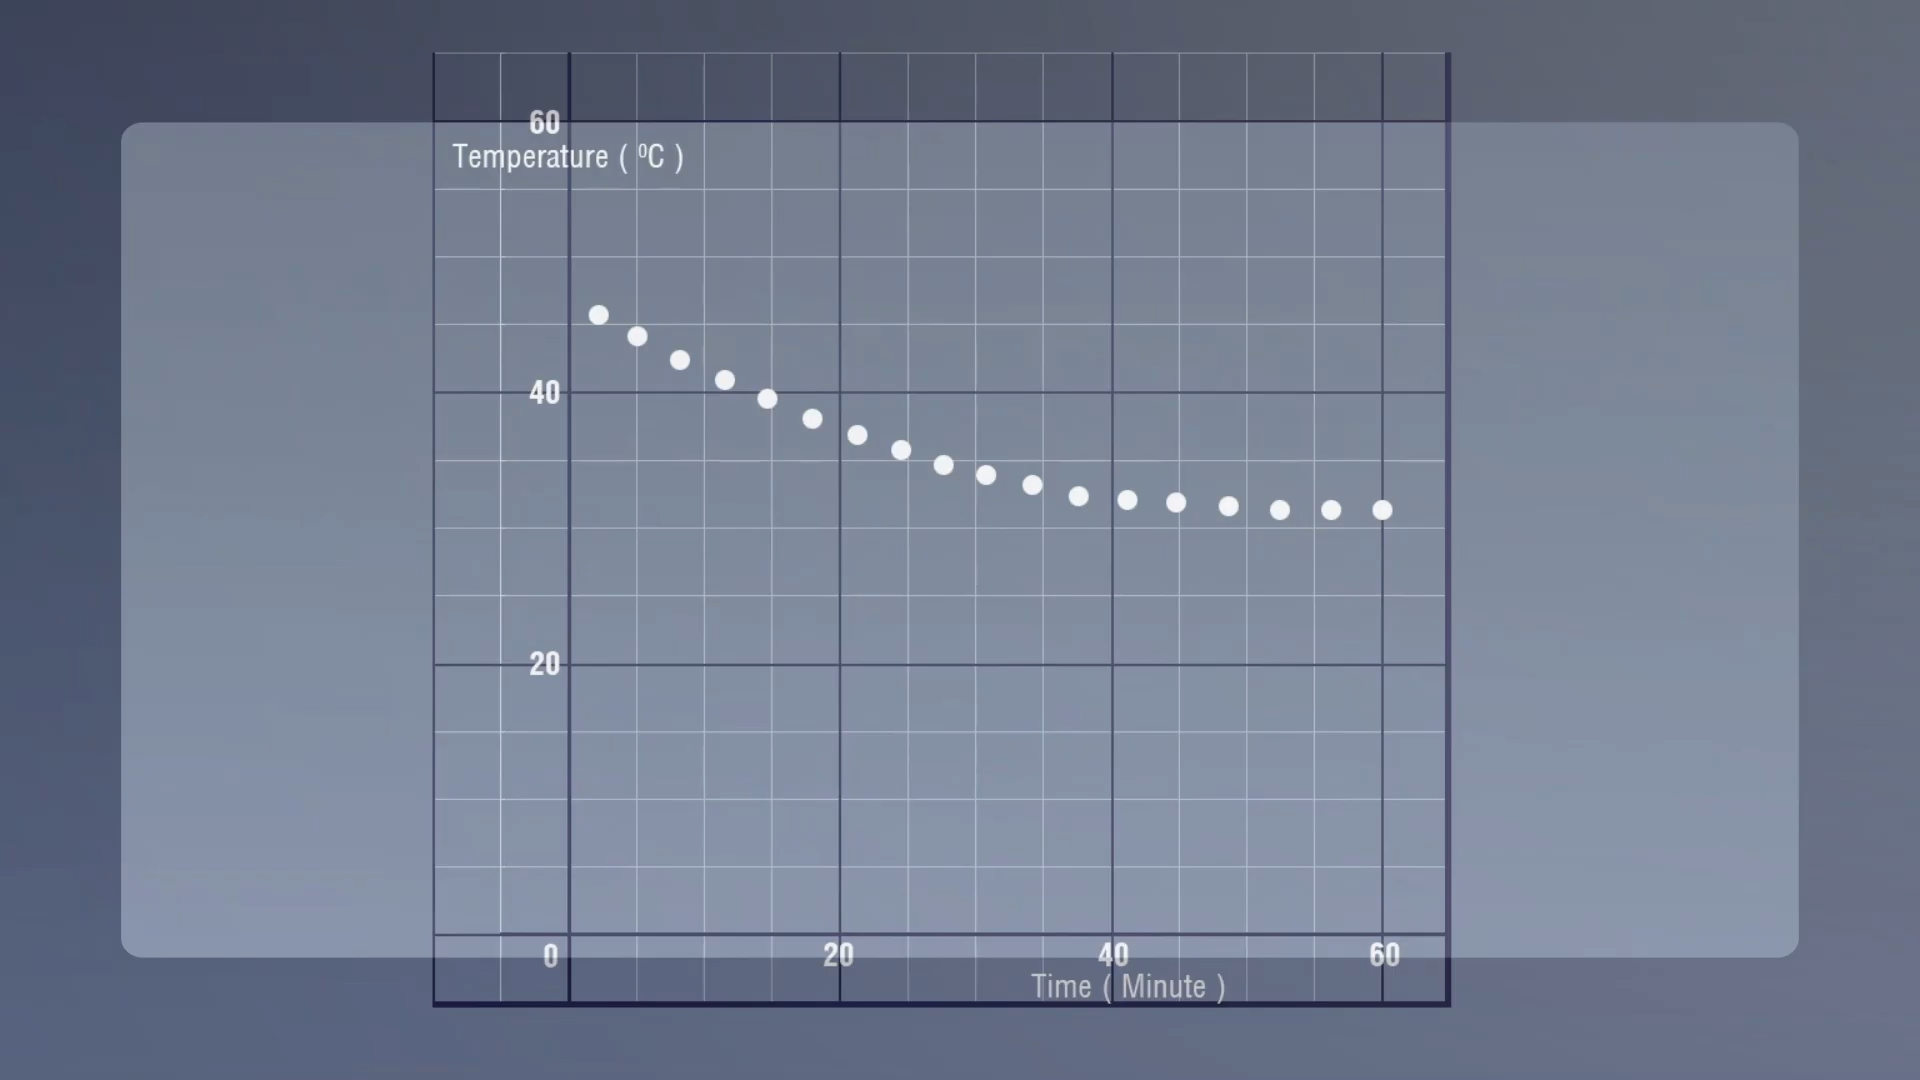 60
Temperature ( ⁰C )
40
20
0 20 40 60
Time ( Minute )